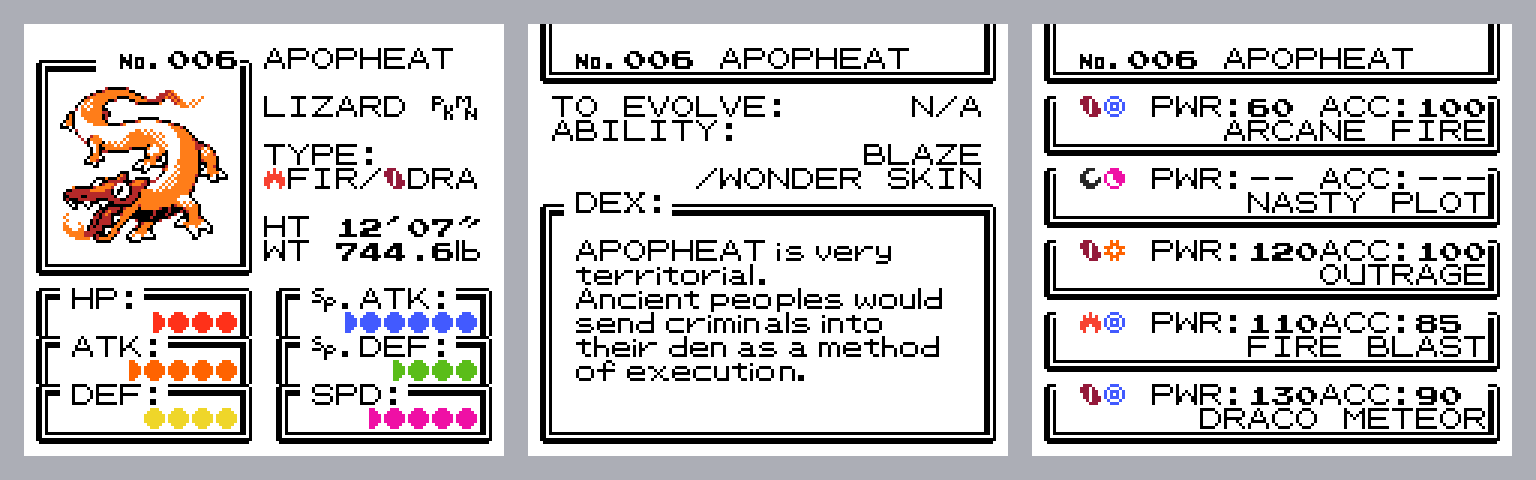 No.006 APOPHEAT
LIZARD PKMN
TYPE:
FIR/DRA
HT 12′07″
WT 744.6lb
HP:
ATK:
DEF:
Sp.ATK:
Sp.DEF:
SPD:
No.006 APOPHEAT
TO EVOLVE: N/A
ABILITY:
BLAZE
/WONDER SKIN
DEX:
APOPHEAT is very
territorial.
Ancient peoples would
send criminals into
their den as a method
of execution.
No.006 APOPHEAT
PWR:60 ACC:100
ARCANE FIRE
PWR:-- ACC:---
NASTY PLOT
PWR:120ACC:100
OUTRAGE
PWR:110ACC:85
FIRE BLAST
PWR:130ACC:90
DRACO METEOR